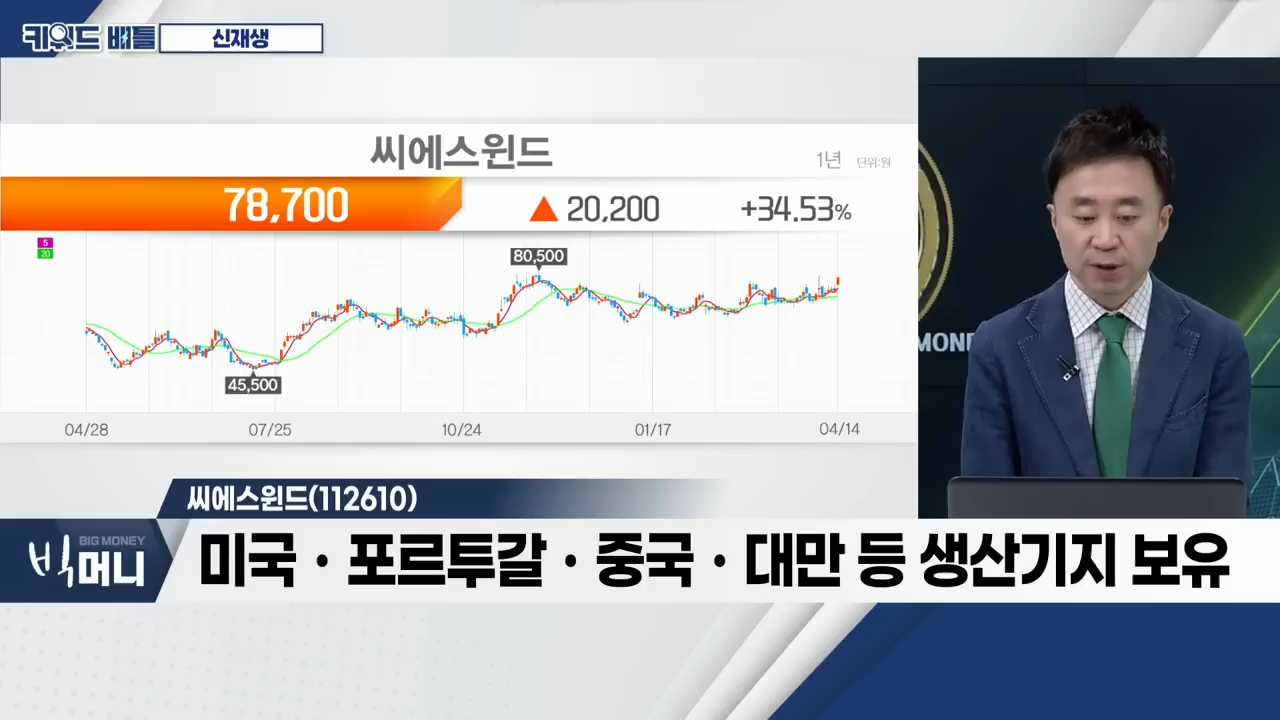 키워드 배틀
신재생
씨에스윈드
1년 단위:원
78,700
▲ 20,200
+34.53%
5
20
80,500
45,500
04/28 07/25 10/24 01/17 04/14
MONE
씨에스윈드(112610)
BIG MONEY
빅머니
미국·포르투갈·중국·대만 등 생산기지 보유